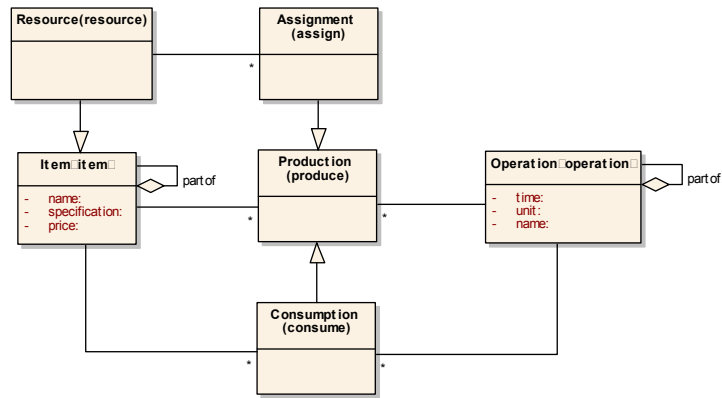 Resource(resource)
Assignment
(assign)
*
Item□item□
- name:
- specification:
- price:
part of
Production
(produce)
*
*
Operation□operation□
- time:
- unit:
- name:
part of
Consumption
(consume)
*
*